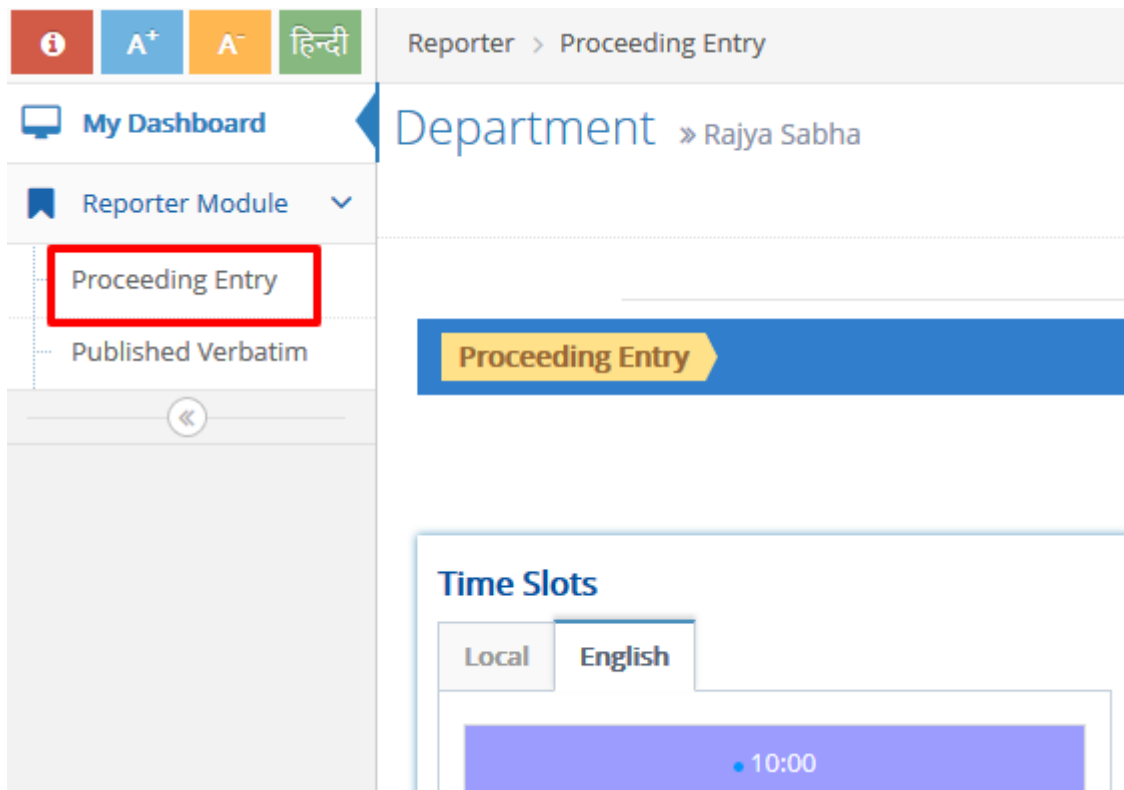 A+ A- हिन्दी
Reporter > Proceeding Entry
My Dashboard
Department » Rajya Sabha
Reporter Module
Proceeding Entry
Published Verbatim
Proceeding Entry
Time Slots
Local English
10:00